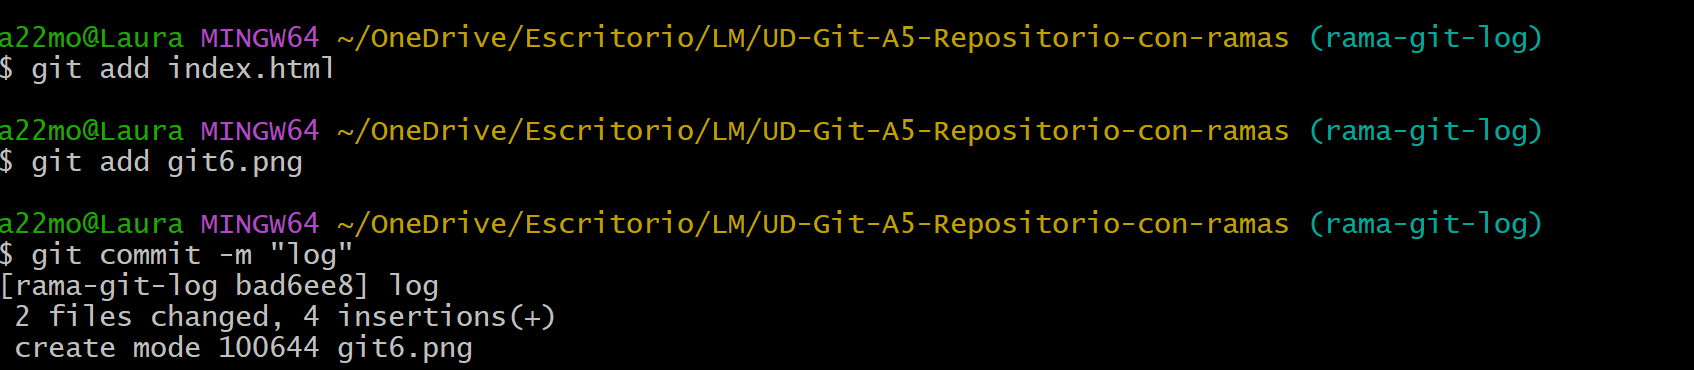 a22mo@Laura MINGW64 ~/OneDrive/Escritorio/LM/UD-Git-A5-Repositorio-con-ramas (rama-git-log)
$ git add index.html
a22mo@Laura MINGW64 ~/OneDrive/Escritorio/LM/UD-Git-A5-Repositorio-con-ramas (rama-git-log)
$ git add git6.png
a22mo@Laura MINGW64 ~/OneDrive/Escritorio/LM/UD-Git-A5-Repositorio-con-ramas (rama-git-log)
$ git commit -m "log"
[rama-git-log bad6ee8] log
 2 files changed, 4 insertions(+)
 create mode 100644 git6.png